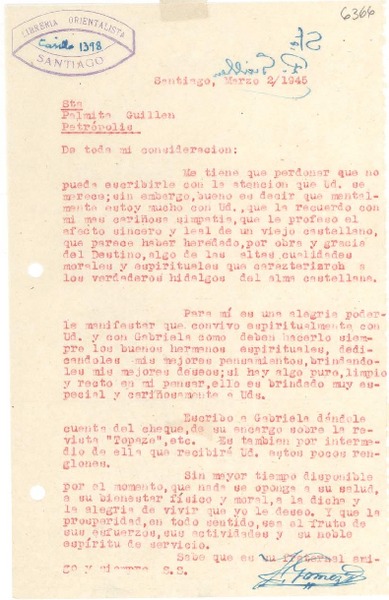 6366
LIBRERIA ORIENTALISTA
Casilla 1398
SANTIAGO
Santiago, Marzo 2/1945
Sta
Palmita Guillen
Petrópolis
De toda mi consideracion:
Me tiene que perdonar que no
pueda escribirle con la atencion que Ud. se
merece; sin embargo, bueno es decir que mental-
mente estoy mucho con Ud., que la recuerdo con
mi mas cariñosa simpatia, que le profeso el
afecto sincero y leal de un viejo castellano,
que parece haber heredado, por obra y gracia
del Destino, algo de las altas cualidades
morales y espirituales que caracterizaron a
los verdaderos hidalgos del alma castellana.
Para mí es una alegria poder-
le manifestar que convivo espiritualmente con
Ud. y con Gabriela como deben hacerlo siem-
pre los buenos hermanos espirituales, dedi-
candoles mis mejores pensamientos, brindando-
les mis mejores deseos; si hay algo puro, limpio
y recto en mi pensar, ello es brindado muy es-
pecial y cariñosamente a Uds.
Escribo a Gabriela dándole
cuenta del cheque, de su encargo sobre la re-
vista "Topaze", etc. Es tambien por interme-
dio de ella que recibirá Ud. estos pocos ren-
glones.
Sin mayor tiempo disponible
por el momento, que nada se oponga a su salud,
a su bienestar físico y moral, a la dicha y
la alegria de vivir que yo le deseo. Y que la
prosperidad, en todo sentido, sea el fruto de
sus esfuerzos, sus actividades y su noble
espíritu de servicio.
Sabe que es su fraternal ami-
go y siempre S.S.
Gomez